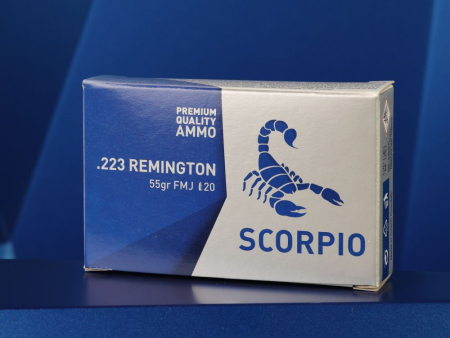 PREMIUM
QUALITY
AMMO
.223 REMINGTON
55gr FMJ 20
SCORPIO